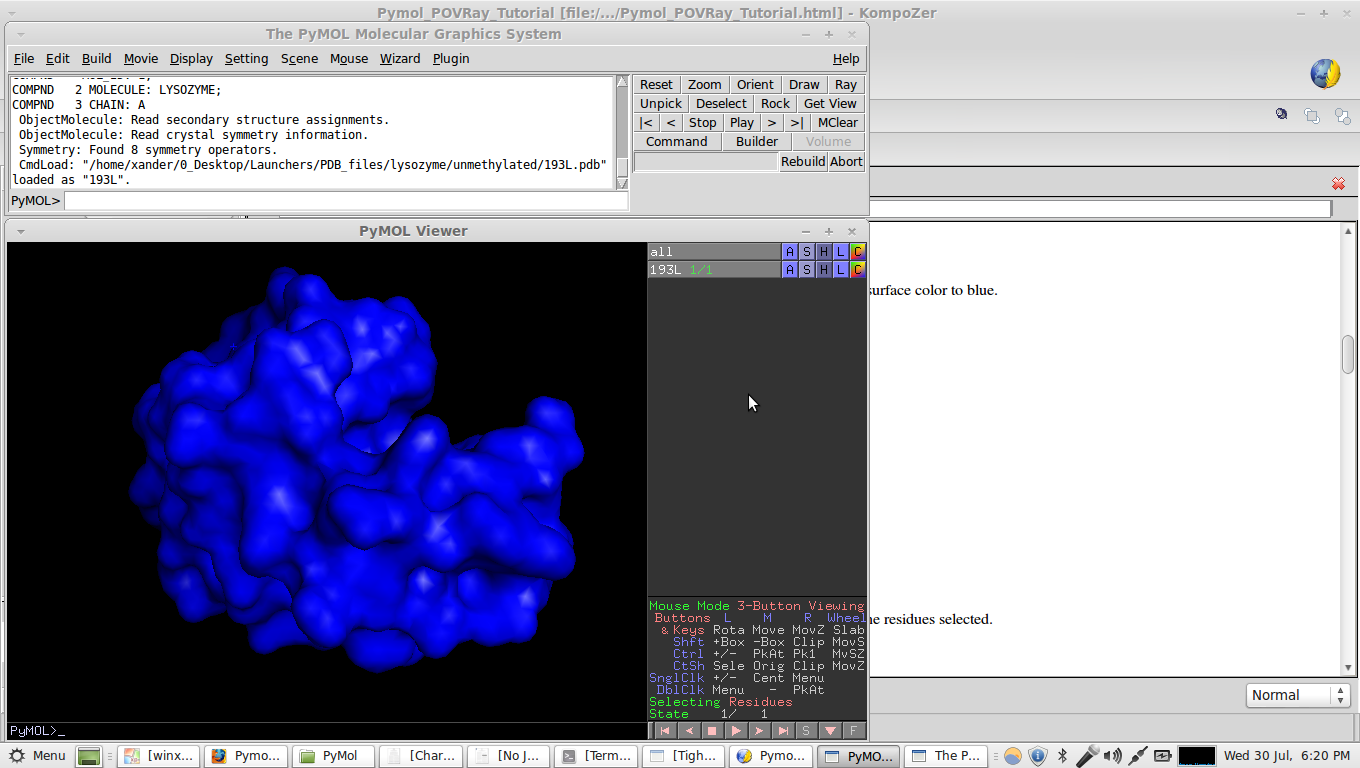 Pymol_POVRay_Tutorial [file:/.../Pymol_POVRay_Tutorial.html] - KompoZer
The PyMOL Molecular Graphics System
File Edit Build Movie Display Setting Scene Mouse Wizard Plugin Help
COMPND 2 MOLECULE: LYSOZYME;
COMPND 3 CHAIN: A
ObjectMolecule: Read secondary structure assignments.
ObjectMolecule: Read crystal symmetry information.
Symmetry: Found 8 symmetry operators.
CmdLoad: "/home/xander/0_Desktop/Launchers/PDB_files/lysozyme/unmethylated/193L.pdb"
loaded as "193L".
PyMOL>
Reset Zoom Orient Draw Ray
Unpick Deselect Rock Get View
|< < Stop Play > >| MClear
Command Builder Volume
Rebuild Abort
PyMOL Viewer
all A S H L C
193L 1/1 A S H L C
surface color to blue.
he residues selected.
Mouse Mode 3-Button Viewing
Buttons L M R Wheel
& Keys Rota Move MovZ Slab
Shft +Box -Box Clip MovS
Ctrl +/- PkAt Pk1 MvSZ
CtSh Sele Orig Clip MovZ
SnglClk +/- Cent Menu
DblClk Menu - PkAt
Selecting Residues
State 1/ 1
S F
PyMOL>_
Normal
Menu [winx... Pymo... PyMol [Char... [No J... [Term... [Tigh... Pymo... PyMO... The P... Wed 30 Jul, 6:20 PM